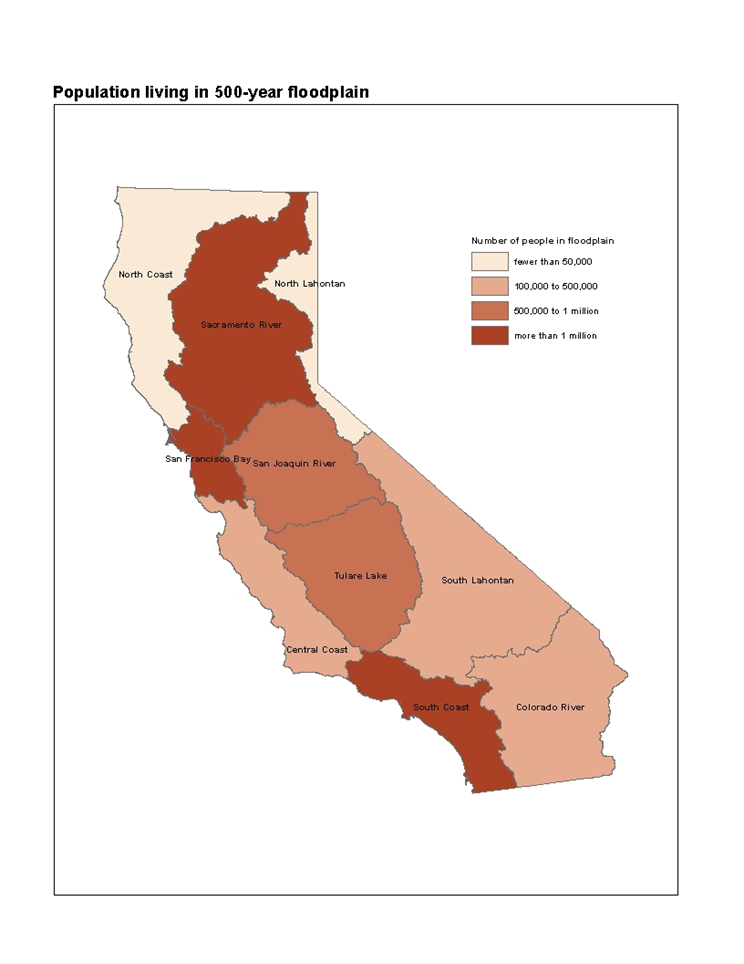 Population living in 500-year floodplain
Number of people in floodplain
fewer than 50,000
100,000 to 500,000
500,000 to 1 million
more than 1 million
North Coast
North Lahontan
Sacramento River
San Francisco Bay
San Joaquin River
Tulare Lake
South Lahontan
Central Coast
South Coast
Colorado River